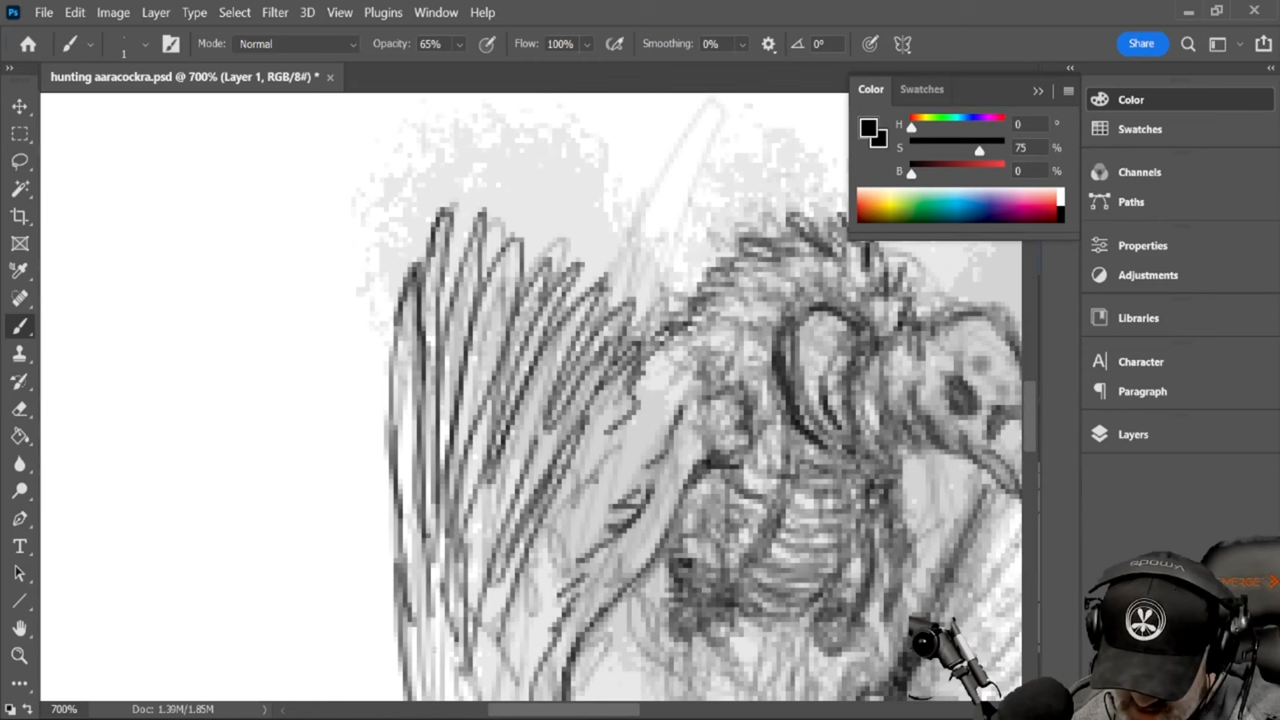 Ps File Edit Image Layer Type Select Filter 3D View Plugins Window Help
1 Mode: Normal Opacity: 65% Flow: 100% Smoothing: 0% 0° Share
hunting aaracockra.psd @ 700% (Layer 1, RGB/8#) * ×
Color Swatches
H 0 °
S 75 %
B 0 %
Color
Swatches
Channels
Paths
Properties
Adjustments
Libraries
Character
Paragraph
Layers
700% Doc: 1.39M/1.85M